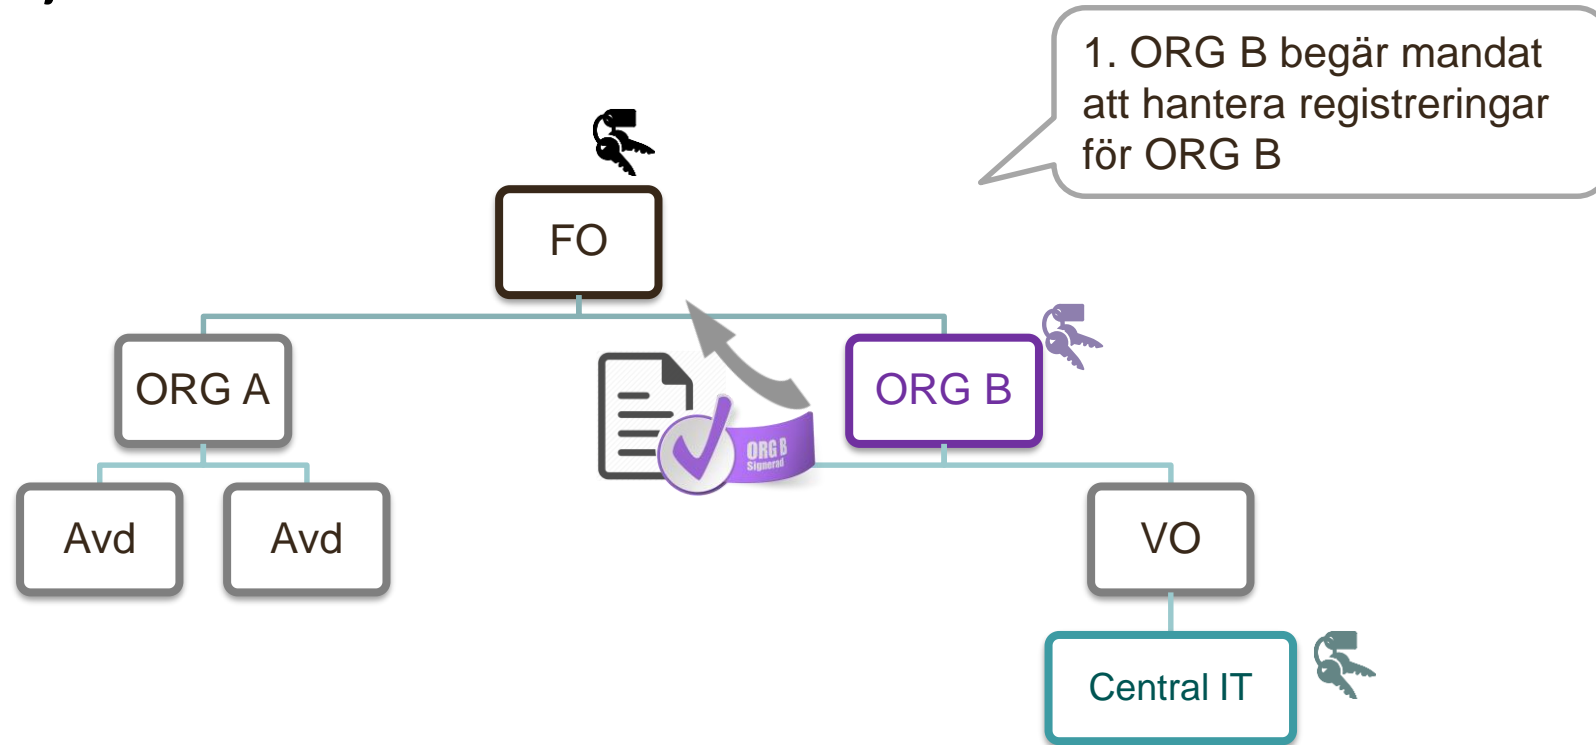 1. ORG B begär mandat
att hantera registreringar
för ORG B
FO
ORG A
ORG B
ORG B
Signerad
Avd
Avd
VO
Central IT